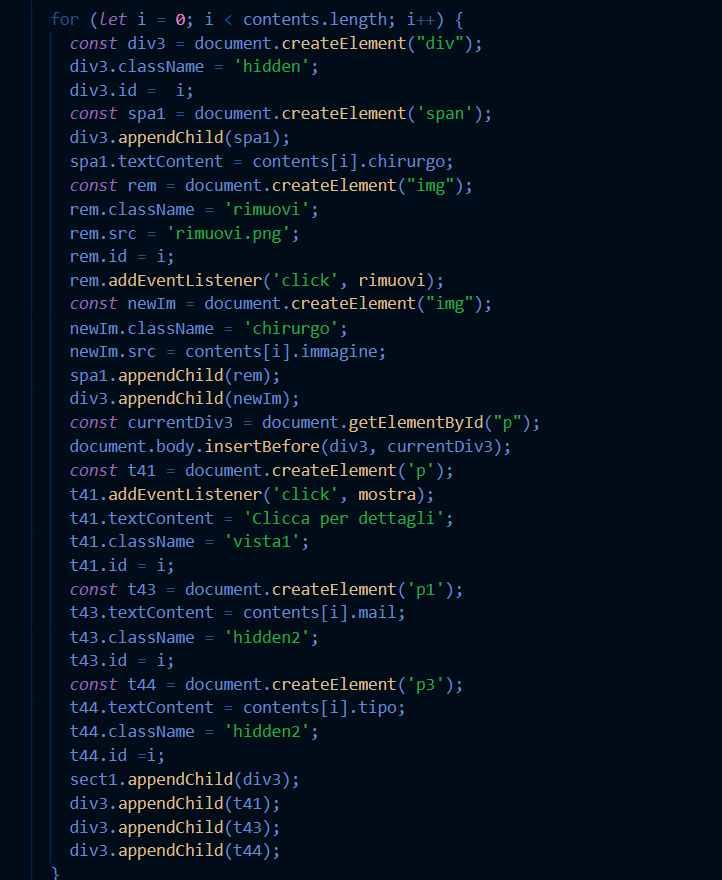 for (let i = 0; i < contents.length; i++) {
const div3 = document.createElement("div");
div3.className = 'hidden';
div3.id =  i;
const spa1 = document.createElement('span');
div3.appendChild(spa1);
spa1.textContent = contents[i].chirurgo;
const rem = document.createElement("img");
rem.className = 'rimuovi';
rem.src = 'rimuovi.png';
rem.id = i;
rem.addEventListener('click', rimuovi);
const newIm = document.createElement("img");
newIm.className = 'chirurgo';
newIm.src = contents[i].immagine;
spa1.appendChild(rem);
div3.appendChild(newIm);
const currentDiv3 = document.getElementById("p");
document.body.insertBefore(div3, currentDiv3);
const t41 = document.createElement('p');
t41.addEventListener('click', mostra);
t41.textContent = 'Clicca per dettagli';
t41.className = 'vista1';
t41.id = i;
const t43 = document.createElement('p1');
t43.textContent = contents[i].mail;
t43.className = 'hidden2';
t43.id = i;
const t44 = document.createElement('p3');
t44.textContent = contents[i].tipo;
t44.className = 'hidden2';
t44.id =i;
sect1.appendChild(div3);
div3.appendChild(t41);
div3.appendChild(t43);
div3.appendChild(t44);
}